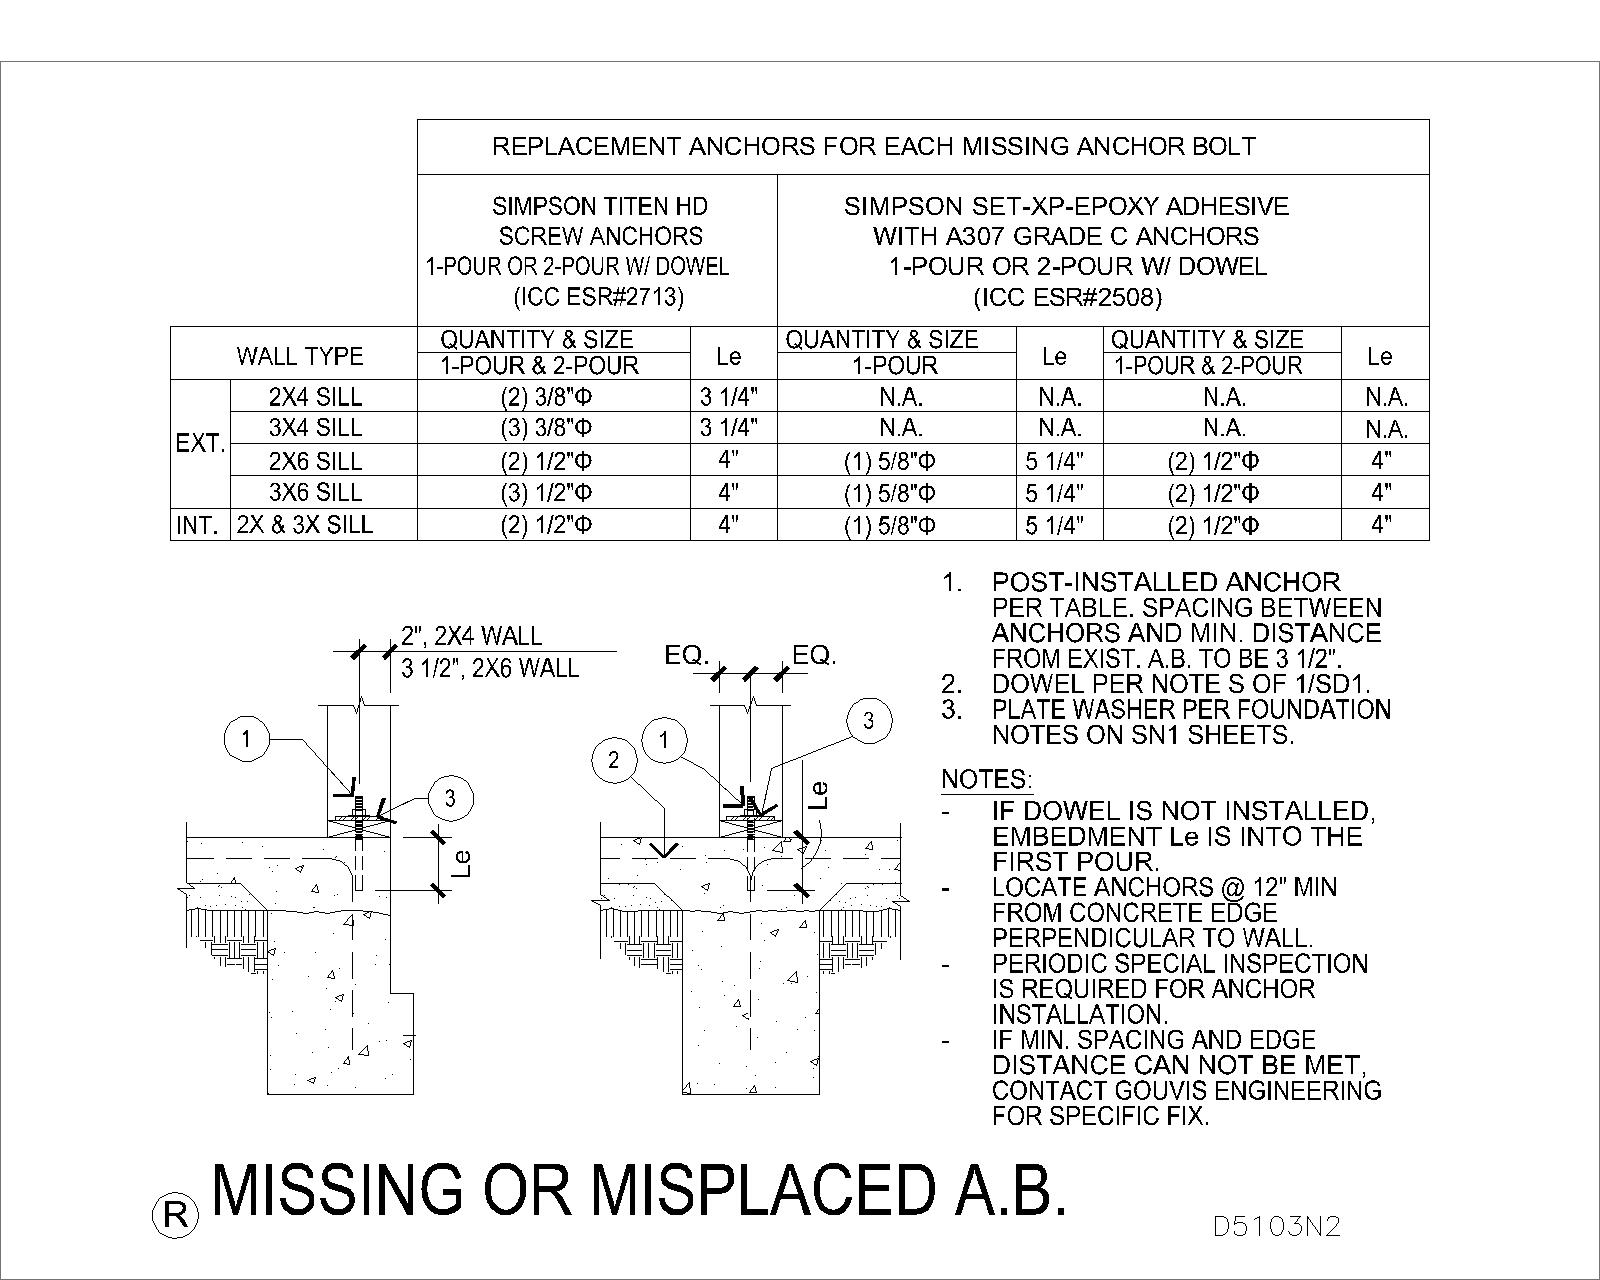 REPLACEMENT ANCHORS FOR EACH MISSING ANCHOR BOLT
SIMPSON TITEN HD
SCREW ANCHORS
1-POUR OR 2-POUR W/ DOWEL
(ICC ESR#2713)
SIMPSON SET-XP-EPOXY ADHESIVE
WITH A307 GRADE C ANCHORS
1-POUR OR 2-POUR W/ DOWEL
(ICC ESR#2508)
WALL TYPE
QUANTITY & SIZE
1-POUR & 2-POUR
Le
QUANTITY & SIZE
1-POUR
Le
QUANTITY & SIZE
1-POUR & 2-POUR
Le
EXT.
2X4 SILL (2) 3/8"Φ 3 1/4" N.A. N.A. N.A. N.A.
3X4 SILL (3) 3/8"Φ 3 1/4" N.A. N.A. N.A. N.A.
2X6 SILL (2) 1/2"Φ 4" (1) 5/8"Φ 5 1/4" (2) 1/2"Φ 4"
3X6 SILL (3) 1/2"Φ 4" (1) 5/8"Φ 5 1/4" (2) 1/2"Φ 4"
INT. 2X & 3X SILL (2) 1/2"Φ 4" (1) 5/8"Φ 5 1/4" (2) 1/2"Φ 4"
2", 2X4 WALL
3 1/2", 2X6 WALL
1
3
Le
EQ. EQ.
3
1
2
Le
1. POST-INSTALLED ANCHOR
PER TABLE. SPACING BETWEEN
ANCHORS AND MIN. DISTANCE
FROM EXIST. A.B. TO BE 3 1/2".
2. DOWEL PER NOTE S OF 1/SD1.
3. PLATE WASHER PER FOUNDATION
NOTES ON SN1 SHEETS.
NOTES:
- IF DOWEL IS NOT INSTALLED,
EMBEDMENT Le IS INTO THE
FIRST POUR.
- LOCATE ANCHORS @ 12" MIN
FROM CONCRETE EDGE
PERPENDICULAR TO WALL.
- PERIODIC SPECIAL INSPECTION
IS REQUIRED FOR ANCHOR
INSTALLATION.
- IF MIN. SPACING AND EDGE
DISTANCE CAN NOT BE MET,
CONTACT GOUVIS ENGINEERING
FOR SPECIFIC FIX.
R MISSING OR MISPLACED A.B.
D5103N2